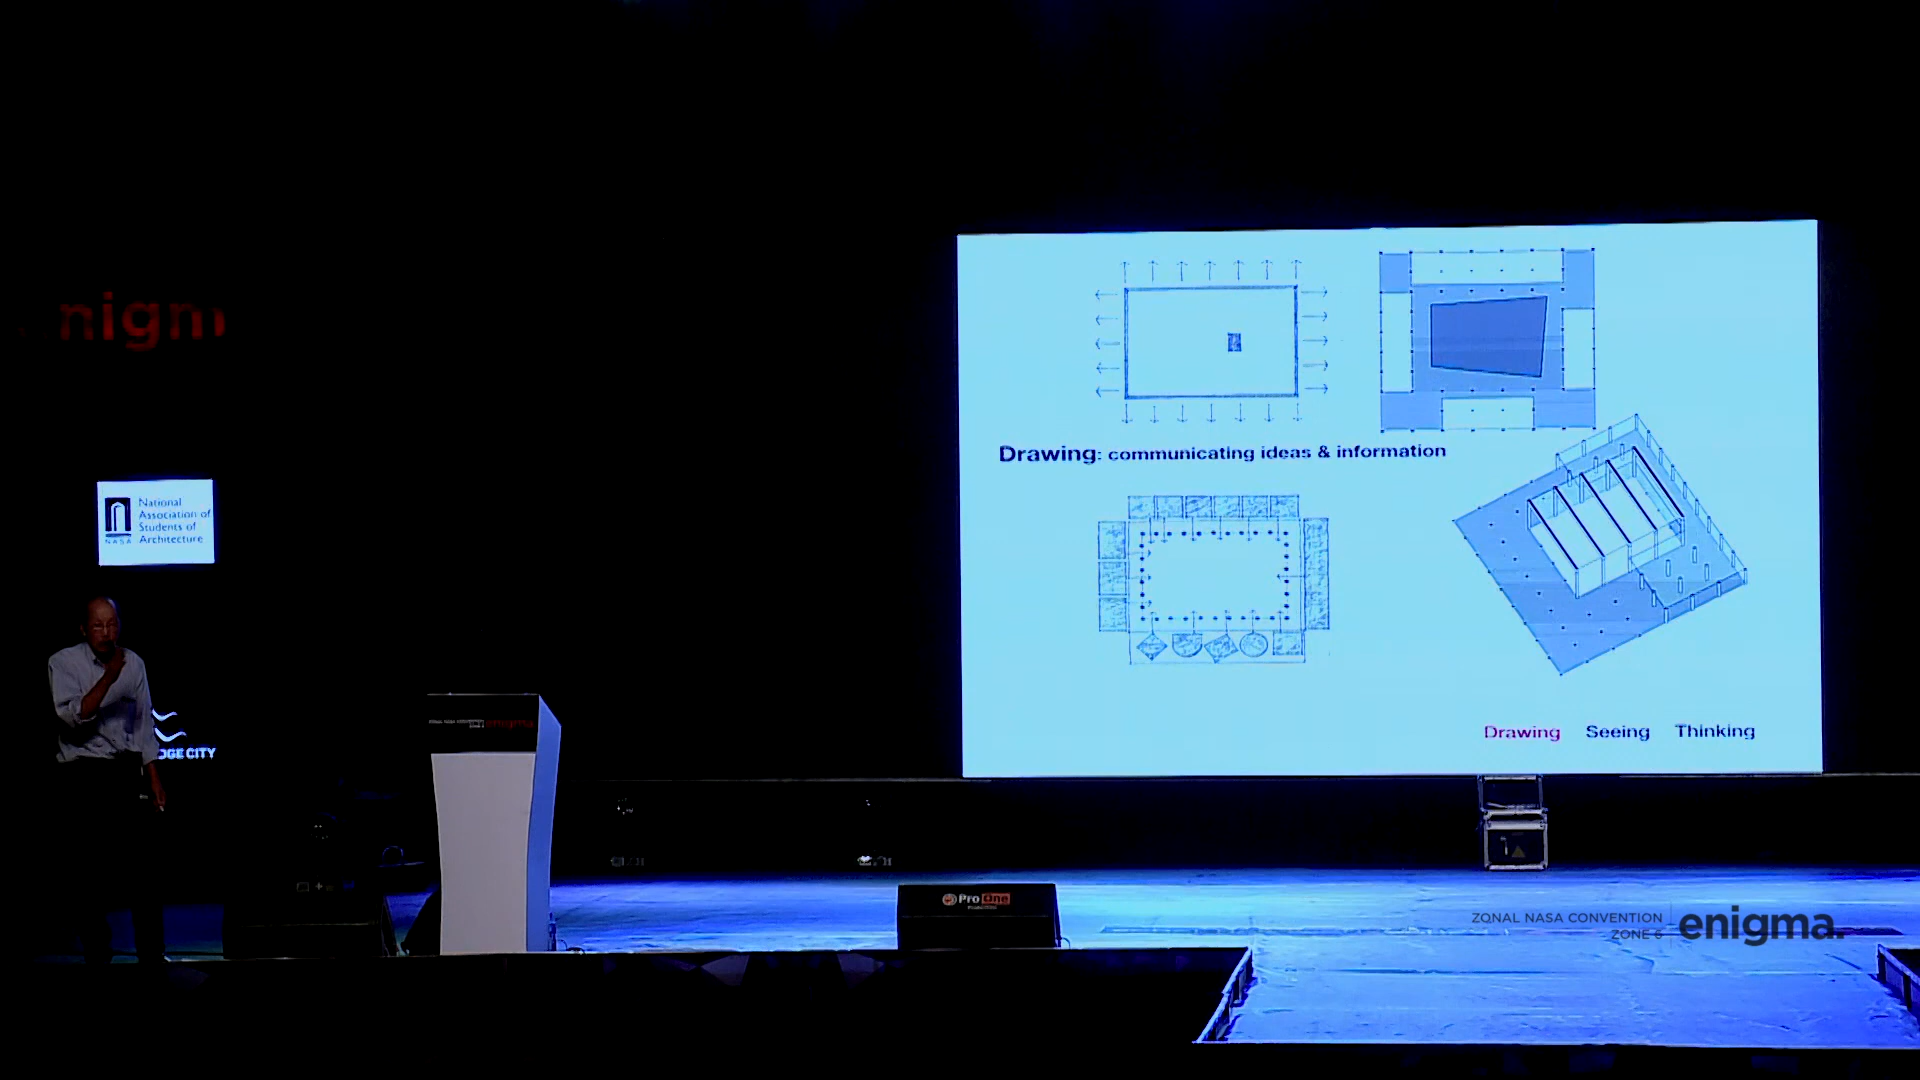 nigm
National
Association of
Students of
Architecture
NASA
DGE CITY
enigma
Drawing: communicating ideas & information
Drawing Seeing Thinking
Pro One
ZONAL NASA CONVENTION
ZONE 6
enigma.